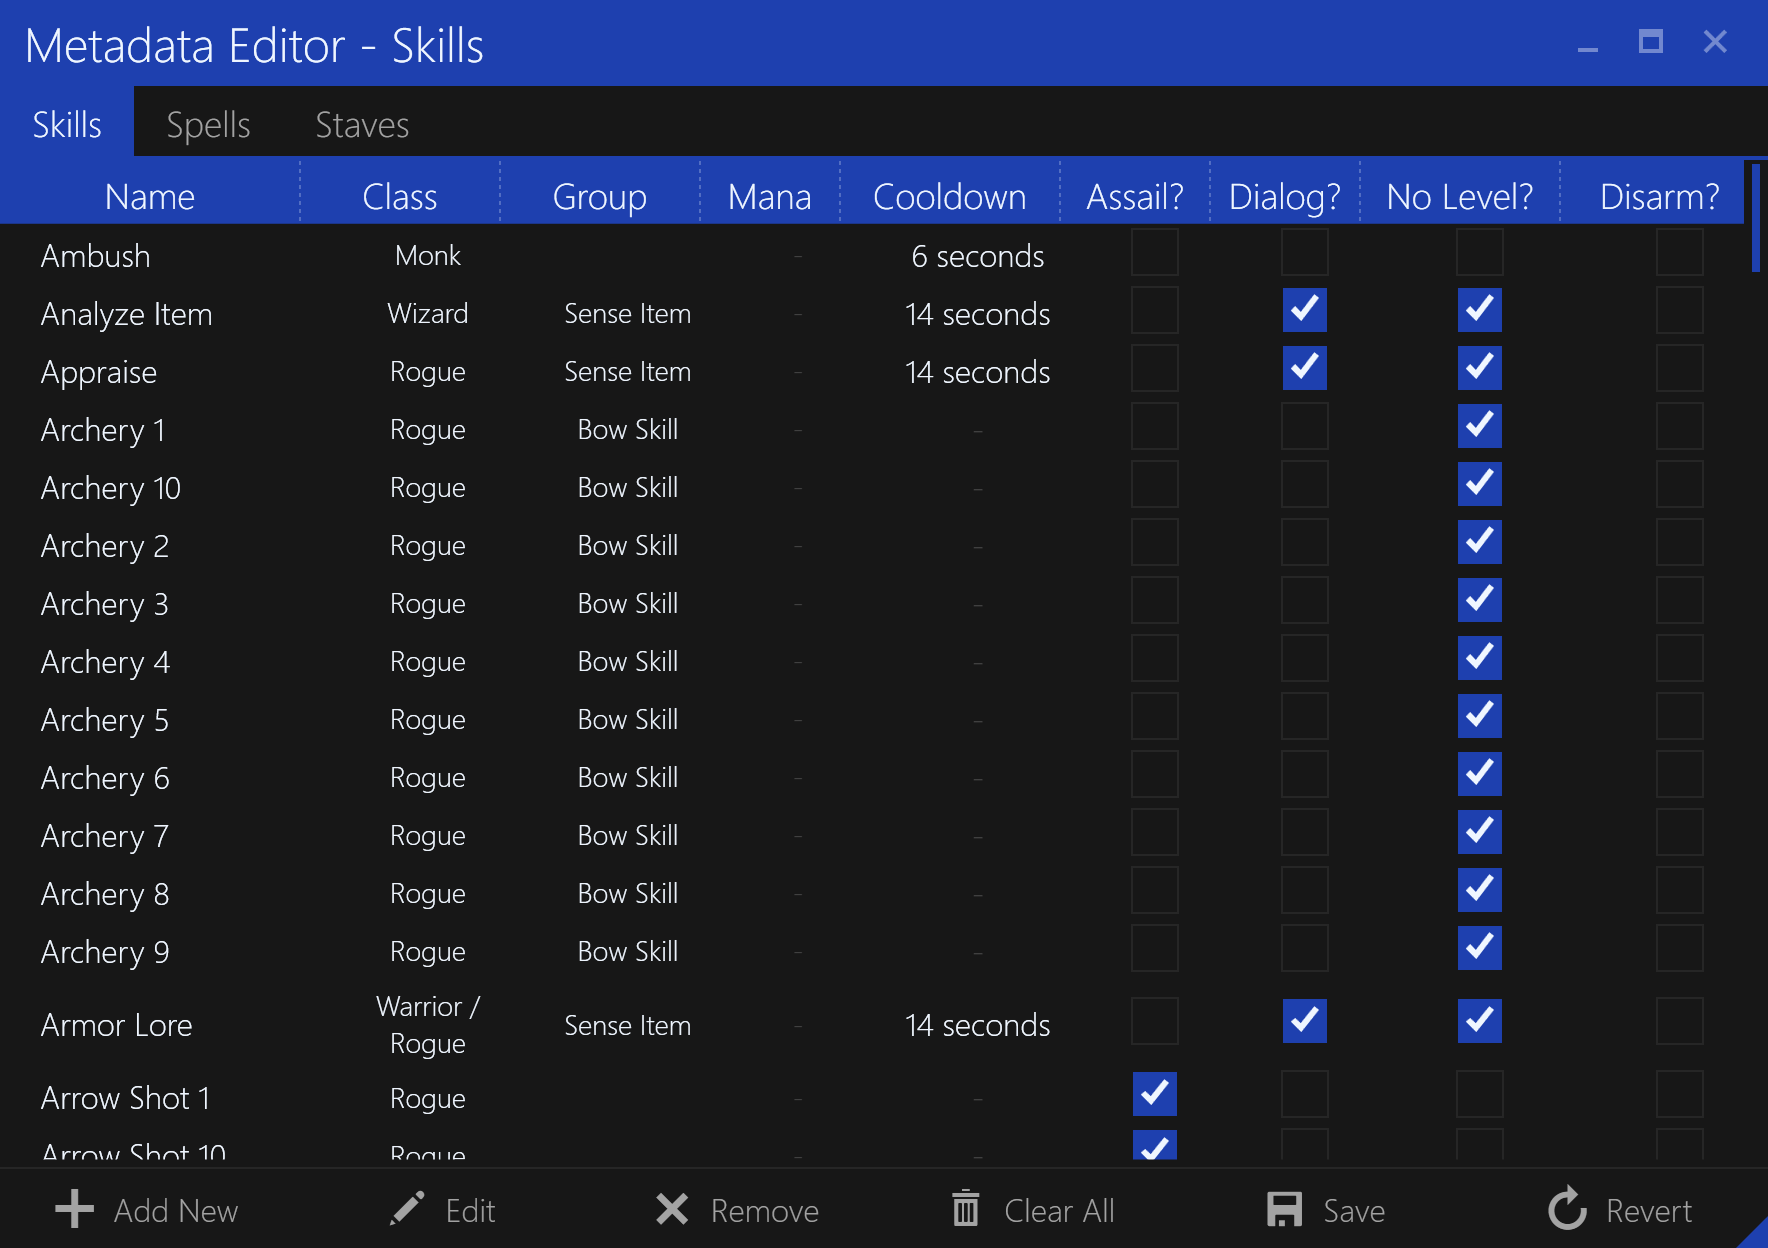 Metadata Editor - Skills
Skills Spells Staves
Name Class Group Mana Cooldown Assail? Dialog? No Level? Disarm?
Ambush Monk - 6 seconds
Analyze Item Wizard Sense Item - 14 seconds
Appraise Rogue Sense Item - 14 seconds
Archery 1 Rogue Bow Skill - -
Archery 10 Rogue Bow Skill - -
Archery 2 Rogue Bow Skill - -
Archery 3 Rogue Bow Skill - -
Archery 4 Rogue Bow Skill - -
Archery 5 Rogue Bow Skill - -
Archery 6 Rogue Bow Skill - -
Archery 7 Rogue Bow Skill - -
Archery 8 Rogue Bow Skill - -
Archery 9 Rogue Bow Skill - -
Armor Lore Warrior / Rogue Sense Item - 14 seconds
Arrow Shot 1 Rogue - -
Arrow Shot 10 Rogue - -
Add New Edit Remove Clear All Save Revert